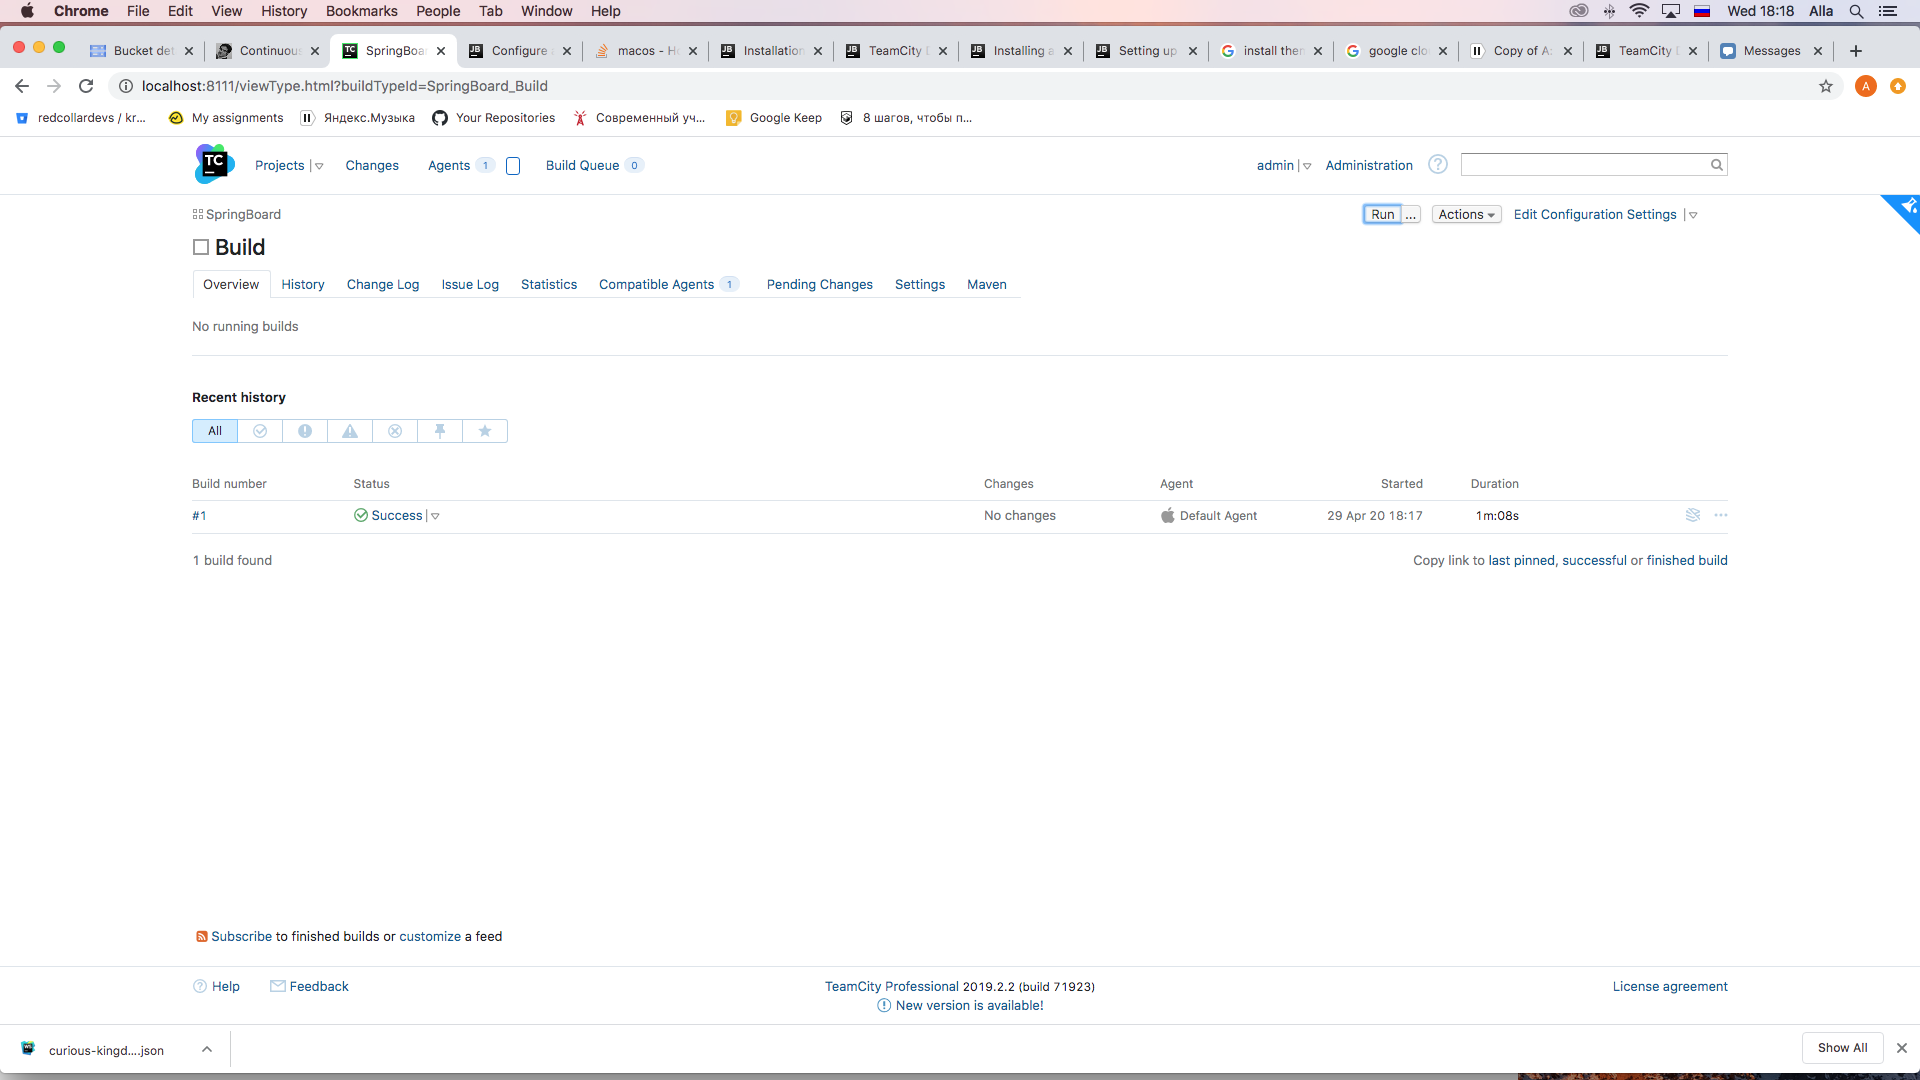 Chrome File Edit View History Bookmarks People Tab Window Help Wed 18:18 Alla
Bucket det Continuous SpringBoar Configure a macos - Ho Installation TeamCity D Installing a Setting up install then google clou Copy of As TeamCity D Messages
localhost:8111/viewType.html?buildTypeId=SpringBoard_Build A
redcollardevs / kr... My assignments Яндекс.Музыка Your Repositories Современный уч... Google Keep 8 шагов, чтобы п...
TC Projects Changes Agents 1 Build Queue 0 admin Administration ?
SpringBoard Run ... Actions Edit Configuration Settings
Build
Overview History Change Log Issue Log Statistics Compatible Agents 1 Pending Changes Settings Maven
No running builds
Recent history
All
Build number Status Changes Agent Started Duration
#1 Success No changes Default Agent 29 Apr 20 18:17 1m:08s
1 build found Copy link to last pinned, successful or finished build
Subscribe to finished builds or customize a feed
Help Feedback TeamCity Professional 2019.2.2 (build 71923) License agreement
New version is available!
curious-kingd....json Show All